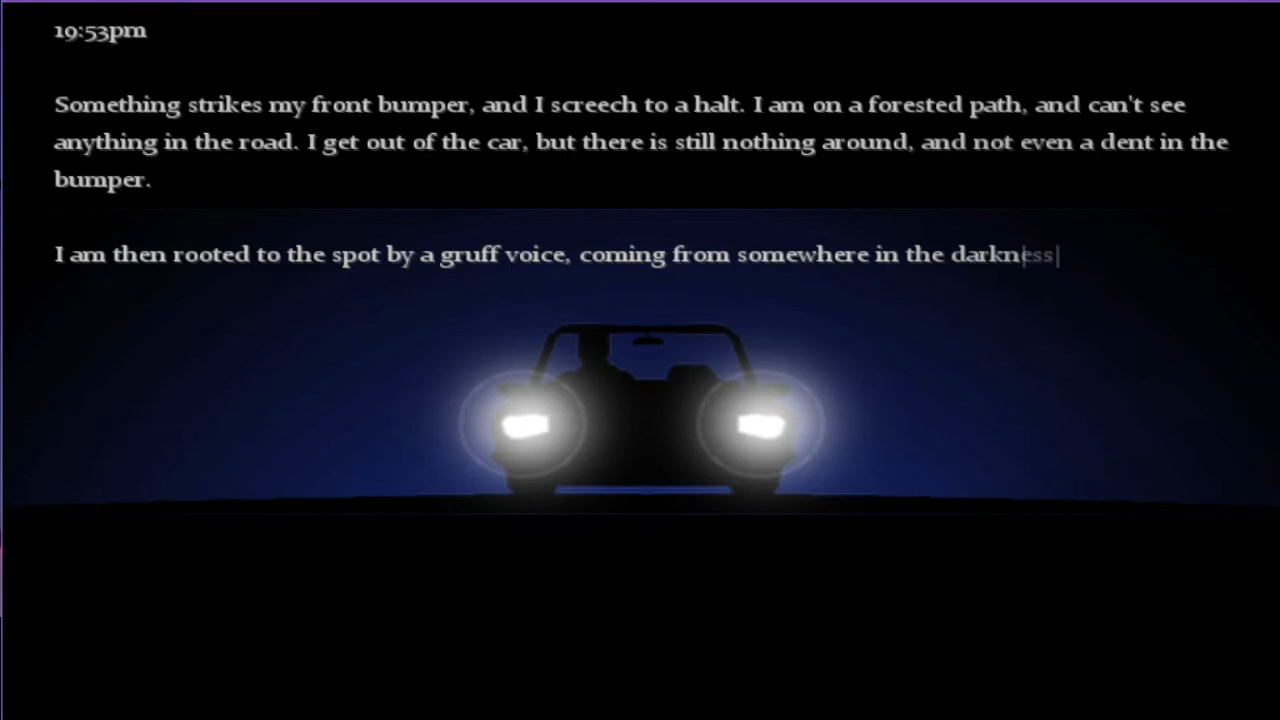 19:53pm
Something strikes my front bumper, and I screech to a halt. I am on a forested path, and can't see
anything in the road. I get out of the car, but there is still nothing around, and not even a dent in the
bumper.
I am then rooted to the spot by a gruff voice, coming from somewhere in the darkness